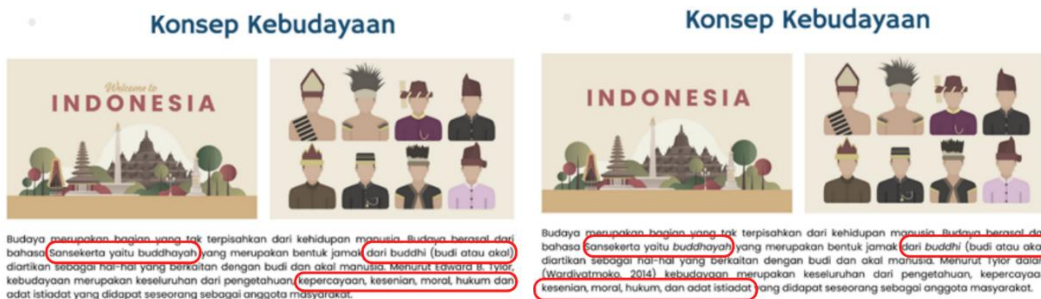 Konsep Kebudayaan
Welcome to
INDONESIA
Budaya merupakan bagian yang tak terpisahkan dari kehidupan manusia. Budaya berasal dari
bahasa Sansekerta yaitu buddhayah yang merupakan bentuk jamak dari buddhi (budi atau akal)
diartikan sebagai hal-hal yang berkaitan dengan budi dan akal manusia. Menurut Edward B. Tylor,
kebudayaan merupakan keseluruhan dari pengetahuan, kepercayaan, kesenian, moral, hukum dan
adat istiadat yang didapat seseorang sebagai anggota masyarakat.
Konsep Kebudayaan
INDONESIA
Budaya merupakan bagian yang tak terpisahkan dari kehidupan manusia. Budaya berasal
bahasa Sansekerta yaitu buddhayah yang merupakan bentuk jamak dari buddhi (budi atau
diartikan sebagai hal-hal yang berkaitan dengan budi dan akal manusia. Menurut Tylor
(Wardiyatmoko, 2014) kebudayaan merupakan keseluruhan dari pengetahuan,
kesenian, moral, hukum, dan adat istiadat yang didapat seseorang sebagai anggota masyarakat.